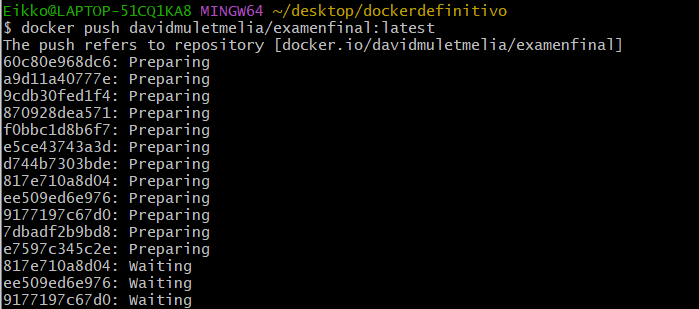 Eikko@LAPTOP-51CQ1KA8 MINGW64 ~/desktop/dockerdefinitivo
$ docker push davidmuletmelia/examenfinal:latest
The push refers to repository [docker.io/davidmuletmelia/examenfinal]
60c80e968dc6: Preparing
a9d11a40777e: Preparing
9cdb30fed1f4: Preparing
870928dea571: Preparing
f0bbc1d8b6f7: Preparing
e5ce43743a3d: Preparing
d744b7303bde: Preparing
817e710a8d04: Preparing
ee509ed6e976: Preparing
9177197c67d0: Preparing
7dbadf2b9bd8: Preparing
e7597c345c2e: Preparing
817e710a8d04: Waiting
ee509ed6e976: Waiting
9177197c67d0: Waiting